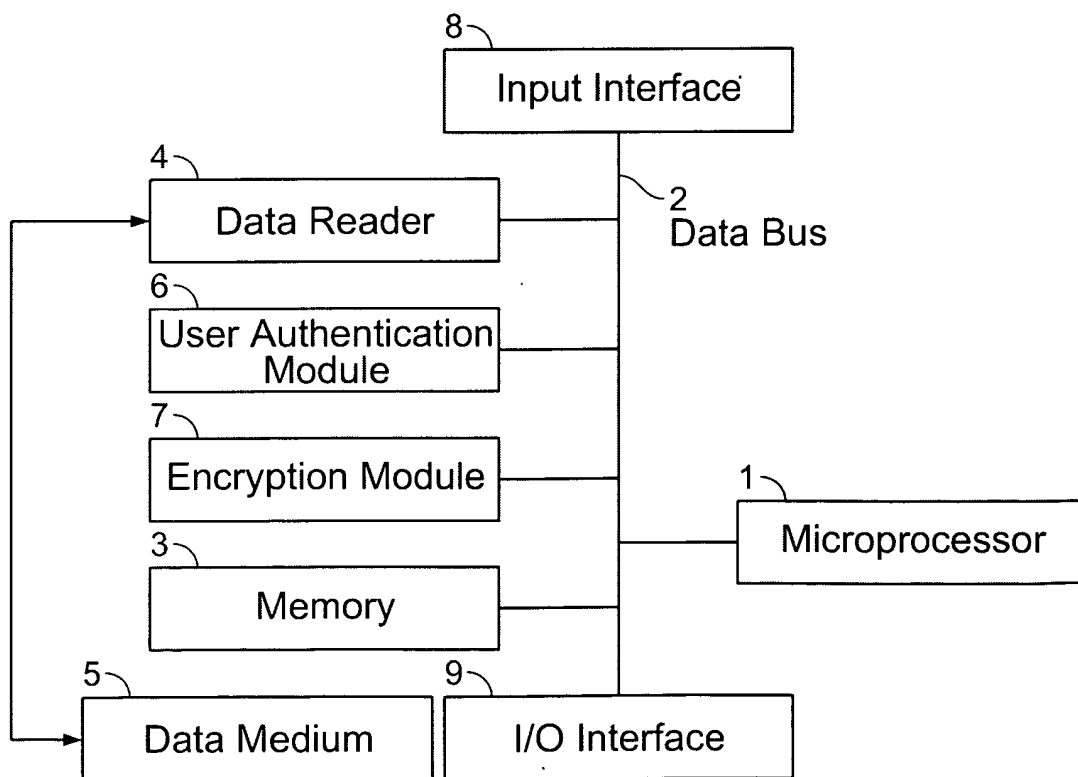 8
Input Interface
4
Data Reader
2
Data Bus
6
User Authentication
Module
7
Encryption Module
1
Microprocessor
3
Memory
5
Data Medium
9
I/O Interface